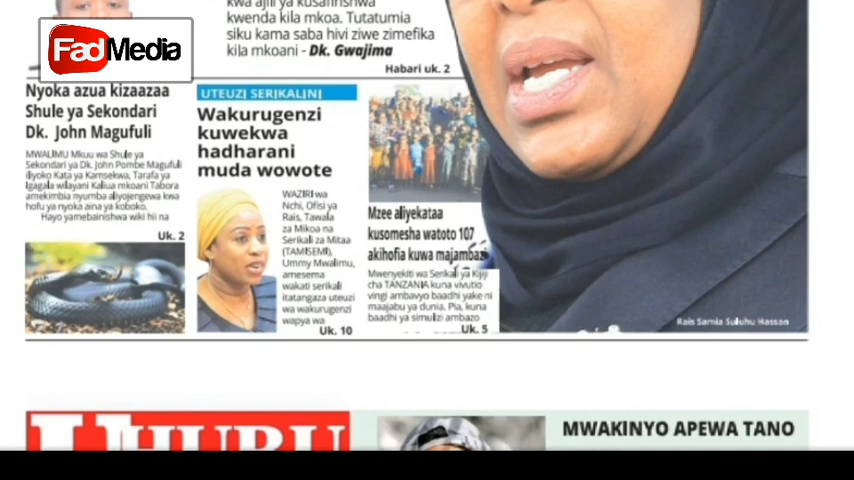 kwa ajili ya kusafirishwa
kwenda kila mkoa. Tutatumia
siku kama saba hivi ziwe zimefika
kila mkoani - Dk. Gwajima
Habari uk. 2
FadMedia
Nyoka azua kizaazaa
Shule ya Sekondari
Dk. John Magufuli
MWALIMU Mkuu wa Shule ya
Sekondari ya Dk. John Pombe Magufuli
iliyoko Kata ya Kamsekwa, Tarafa ya
Igagala wilayani Kaliua mkoani Tabora
amekimbia nyumba aliyojengewa kwa
hofu ya nyoka aina ya koboko.
Hayo yamebainishwa wiki hii na
Uk. 2
UTEUZI SERIKALINI
Wakurugenzi
kuwekwa
hadharani
muda wowote
WAZIRI wa
Nchi, Ofisi ya
Rais, Tawala
za Mikoa na
Serikali za Mitaa
(TAMISEMI),
Ummy Mwalimu,
amesema
wakati serikali
itatangaza uteuzi
wa wakurugenzi
wapya wa
Uk. 10
Mzee aliyekataa
kusomesha watoto 107
akihofia kuwa majambaz
Mwenyekiti wa Serikali ya Kijiji
cha TANZANIA kuna vivutio
vingi ambavyo baadhi yake ni
maajabu ya dunia. Pia, kuna
baadhi ya simulizi ambazo
Uk. 5
Rais Samia Suluhu Hassan
UHURU
MWAKINYO APEWA TANO